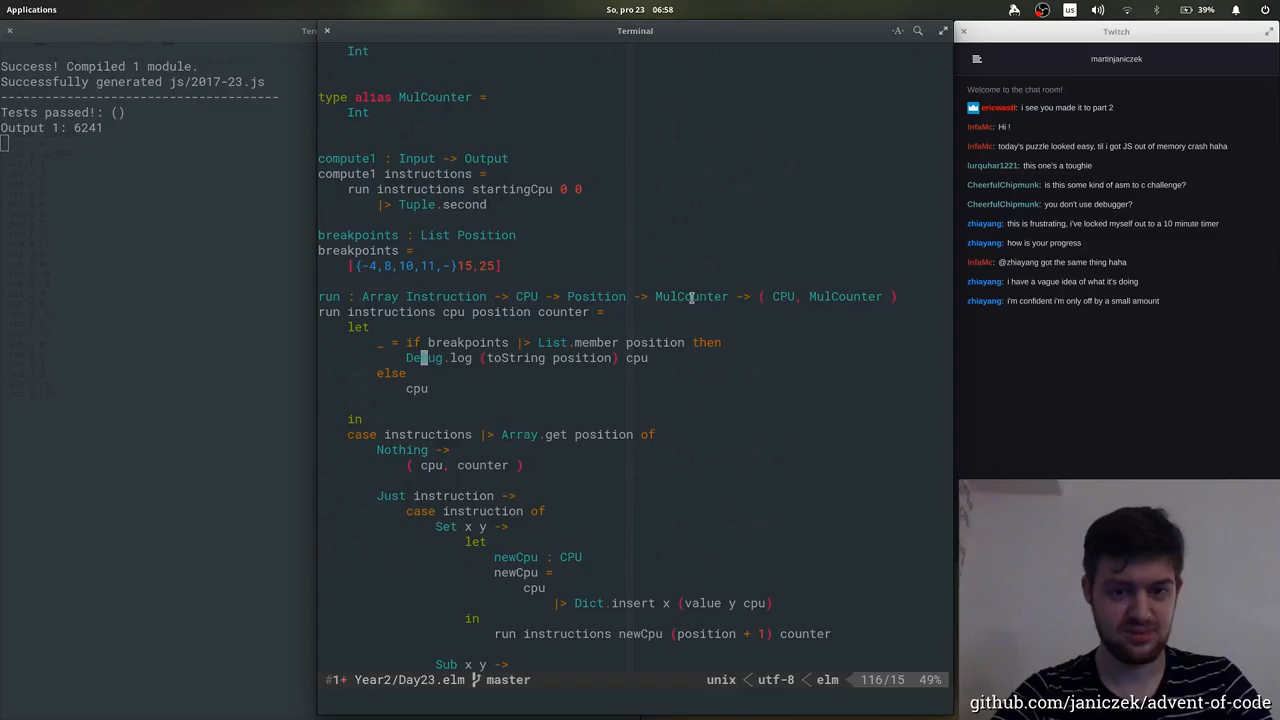 Applications
So, pro 23 06:58
us
39%
Ter
Terminal
Twitch
Success! Compiled 1 module.
Successfully generated js/2017-23.js
--------------------------------------
Tests passed!: ()
Output 1: 6241
Int
type alias MulCounter =
Int
compute1 : Input -> Output
compute1 instructions =
run instructions startingCpu 0 0
|> Tuple.second
breakpoints : List Position
breakpoints =
[{-4,8,10,11,-}15,25]
run : Array Instruction -> CPU -> Position -> MulCounter -> ( CPU, MulCounter )
run instructions cpu position counter =
let
_ = if breakpoints |> List.member position then
Debug.log (toString position) cpu
else
cpu
in
case instructions |> Array.get position of
Nothing ->
( cpu, counter )
Just instruction ->
case instruction of
Set x y ->
let
newCpu : CPU
newCpu =
cpu
|> Dict.insert x (value y cpu)
in
run instructions newCpu (position + 1) counter
Sub x y ->
#1+ Year2/Day23.elm master unix < utf-8 < elm 116/15 49%
martinjaniczek
Welcome to the chat room!
ericwastl: i see you made it to part 2
InfaMc: Hi !
InfaMc: today's puzzle looked easy, til i got JS out of memory crash haha
lurquhar1221: this one's a toughie
CheerfulChipmunk: is this some kind of asm to c challenge?
CheerfulChipmunk: you don't use debugger?
zhiayang: this is frustrating, i've locked myself out to a 10 minute timer
zhiayang: how is your progress
InfaMc: @zhiayang got the same thing haha
zhiayang: i have a vague idea of what it's doing
zhiayang: i'm confident i'm only off by a small amount
github.com/janiczek/advent-of-code